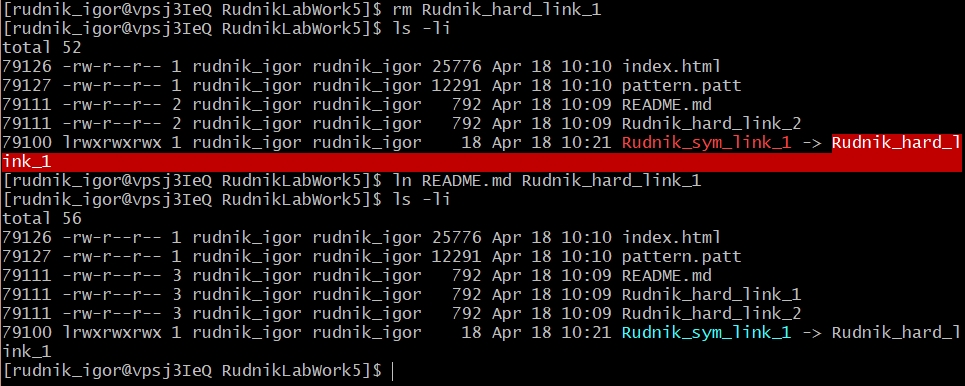 [rudnik_igor@vpsj3IeQ RudnikLabWork5]$ rm Rudnik_hard_link_1
[rudnik_igor@vpsj3IeQ RudnikLabWork5]$ ls -li
total 52
79126 -rw-r--r-- 1 rudnik_igor rudnik_igor 25776 Apr 18 10:10 index.html
79127 -rw-r--r-- 1 rudnik_igor rudnik_igor 12291 Apr 18 10:10 pattern.patt
79111 -rw-r--r-- 2 rudnik_igor rudnik_igor   792 Apr 18 10:09 README.md
79111 -rw-r--r-- 2 rudnik_igor rudnik_igor   792 Apr 18 10:09 Rudnik_hard_link_2
79100 lrwxrwxrwx 1 rudnik_igor rudnik_igor    18 Apr 18 10:21 Rudnik_sym_link_1 -> Rudnik_hard_l
ink_1
[rudnik_igor@vpsj3IeQ RudnikLabWork5]$ ln README.md Rudnik_hard_link_1
[rudnik_igor@vpsj3IeQ RudnikLabWork5]$ ls -li
total 56
79126 -rw-r--r-- 1 rudnik_igor rudnik_igor 25776 Apr 18 10:10 index.html
79127 -rw-r--r-- 1 rudnik_igor rudnik_igor 12291 Apr 18 10:10 pattern.patt
79111 -rw-r--r-- 3 rudnik_igor rudnik_igor   792 Apr 18 10:09 README.md
79111 -rw-r--r-- 3 rudnik_igor rudnik_igor   792 Apr 18 10:09 Rudnik_hard_link_1
79111 -rw-r--r-- 3 rudnik_igor rudnik_igor   792 Apr 18 10:09 Rudnik_hard_link_2
79100 lrwxrwxrwx 1 rudnik_igor rudnik_igor    18 Apr 18 10:21 Rudnik_sym_link_1 -> Rudnik_hard_l
ink_1
[rudnik_igor@vpsj3IeQ RudnikLabWork5]$